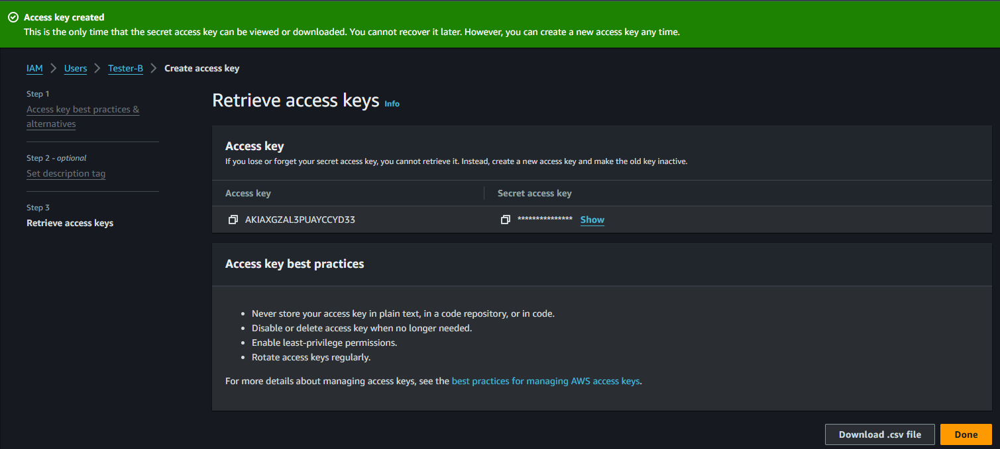 Access key created
This is the only time that the secret access key can be viewed or downloaded. You cannot recover it later. However, you can create a new access key any time.
IAM > Users > Tester-B > Create access key
Step 1
Access key best practices &
alternatives
Step 2 - optional
Set description tag
Step 3
Retrieve access keys
Retrieve access keys Info
Access key
If you lose or forget your secret access key, you cannot retrieve it. Instead, create a new access key and make the old key inactive.
Access key Secret access key
AKIAXGZAL3PUAYCCYD33 *************** Show
Access key best practices
• Never store your access key in plain text, in a code repository, or in code.
• Disable or delete access key when no longer needed.
• Enable least-privilege permissions.
• Rotate access keys regularly.
For more details about managing access keys, see the best practices for managing AWS access keys.
Download .csv file Done